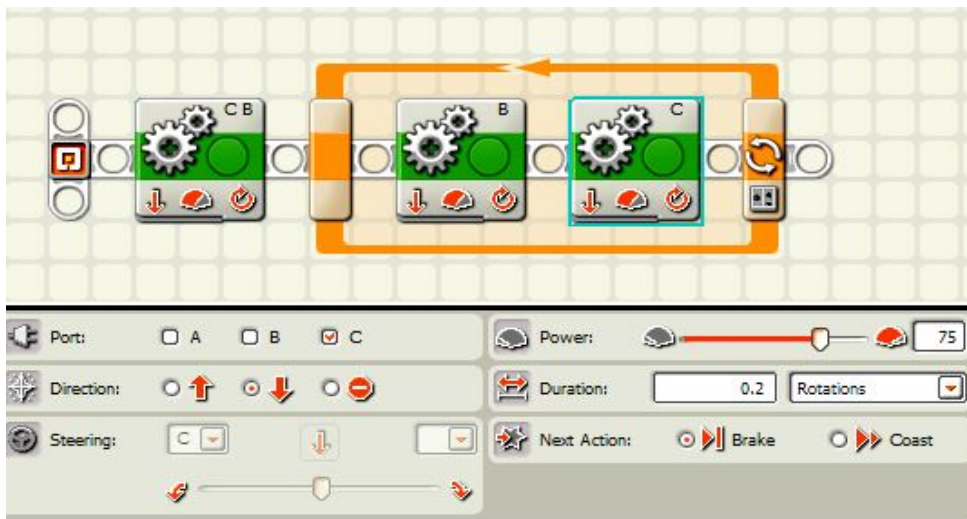 C B
B
C
Port: A B C
Power: 75
Direction:
Duration: 0.2 Rotations
Steering: C
Next Action: Brake Coast